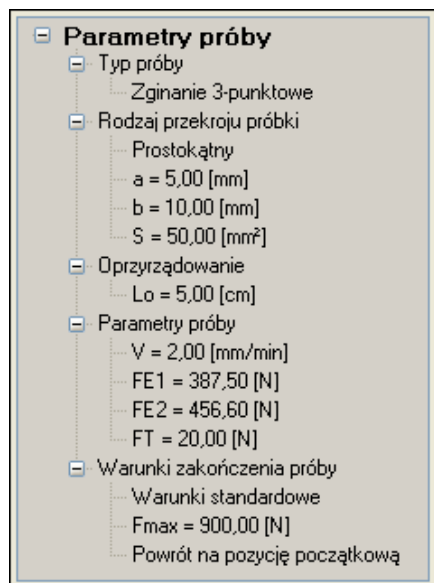 Parametry próby
Typ próby
Zginanie 3-punktowe
Rodzaj przekroju próbki
Prostokątny
a = 5,00 [mm]
b = 10,00 [mm]
S = 50,00 [mm²]
Oprzyrządowanie
Lo = 5,00 [cm]
Parametry próby
V = 2,00 [mm/min]
FE1 = 387,50 [N]
FE2 = 456,60 [N]
FT = 20,00 [N]
Warunki zakończenia próby
Warunki standardowe
Fmax = 900,00 [N]
Powrót na pozycję początkową